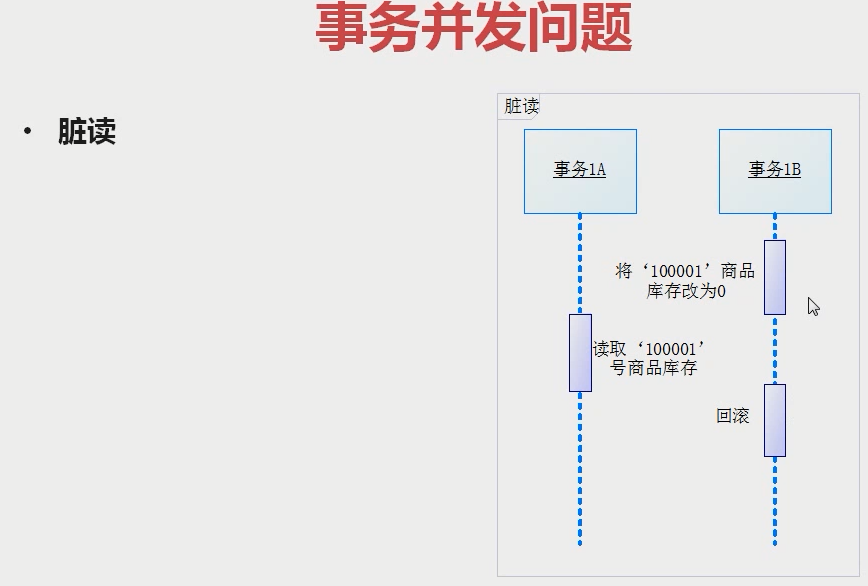 事务并发问题
• 脏读
脏读
事务1A
事务1B
将‘100001’商品
库存改为0
读取‘100001’
号商品库存
回滚